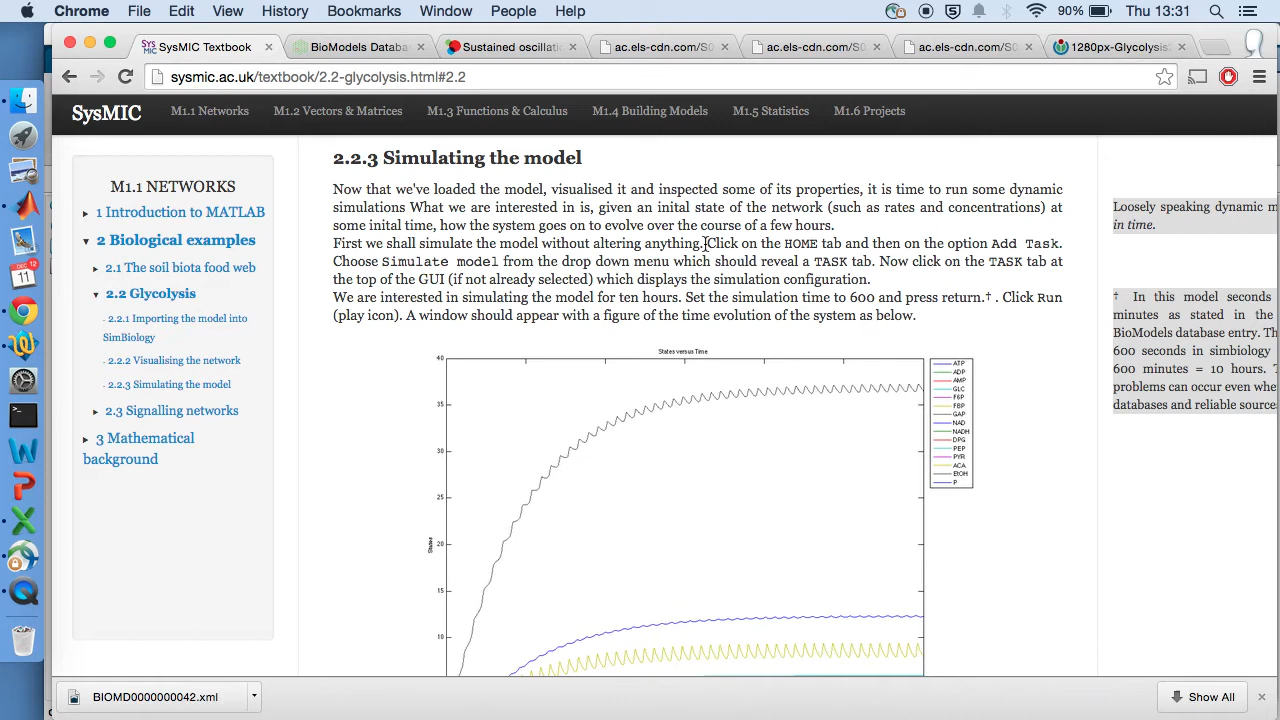 Chrome File Edit View History Bookmarks Window People Help 90% Thu 13:31
SysMIC Textbook
BioModels Databa
Sustained oscillatio
ac.els-cdn.com/S0
ac.els-cdn.com/S0
ac.els-cdn.com/S0
1280px-Glycolysis2
sysmic.ac.uk/textbook/2.2-glycolysis.html#2.2
SysMIC M1.1 Networks M1.2 Vectors & Matrices M1.3 Functions & Calculus M1.4 Building Models M1.5 Statistics M1.6 Projects
M1.1 NETWORKS
1 Introduction to MATLAB
2 Biological examples
2.1 The soil biota food web
2.2 Glycolysis
2.2.1 Importing the model into
SimBiology
2.2.2 Visualising the network
2.2.3 Simulating the model
2.3 Signalling networks
3 Mathematical
background
2.2.3 Simulating the model
Now that we've loaded the model, visualised it and inspected some of its properties, it is time to run some dynamic
simulations What we are interested in is, given an inital state of the network (such as rates and concentrations) at
some inital time, how the system goes on to evolve over the course of a few hours.
First we shall simulate the model without altering anything. Click on the HOME tab and then on the option Add Task.
Choose Simulate model from the drop down menu which should reveal a TASK tab. Now click on the TASK tab at
the top of the GUI (if not already selected) which displays the simulation configuration.
We are interested in simulating the model for ten hours. Set the simulation time to 600 and press return.† . Click Run
(play icon). A window should appear with a figure of the time evolution of the system as below.
Loosely speaking dynamic m
in time.
† In this model seconds
minutes as stated in the
BioModels database entry. Th
600 seconds in simbiology
600 minutes = 10 hours. T
problems can occur even whe
databases and reliable source
States versus Time
40
35
30
25
20
15
10
States
ATP
ADP
AMP
GLC
F6P
FBP
GAP
NAD
NADH
DPG
PEP
PYR
ACA
EtOH
P
BIOMD0000000042.xml
Show All